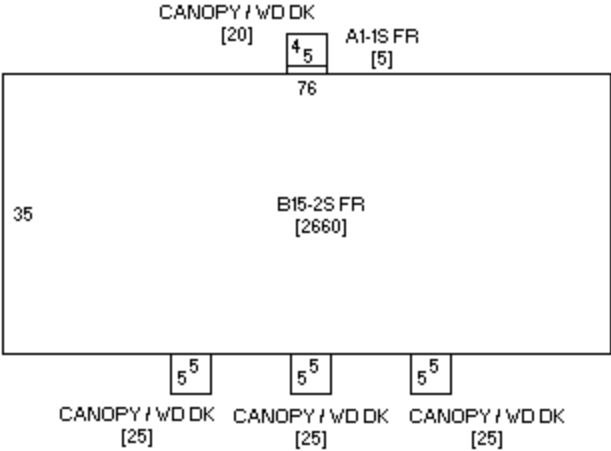 CANOPY / WD DK
[20]
A1-1S FR
[5]
4
5
76
35
B15-2S FR
[2660]
5
5
5
5
5
5
CANOPY / WD DK
[25]
CANOPY / WD DK
[25]
CANOPY / WD DK
[25]